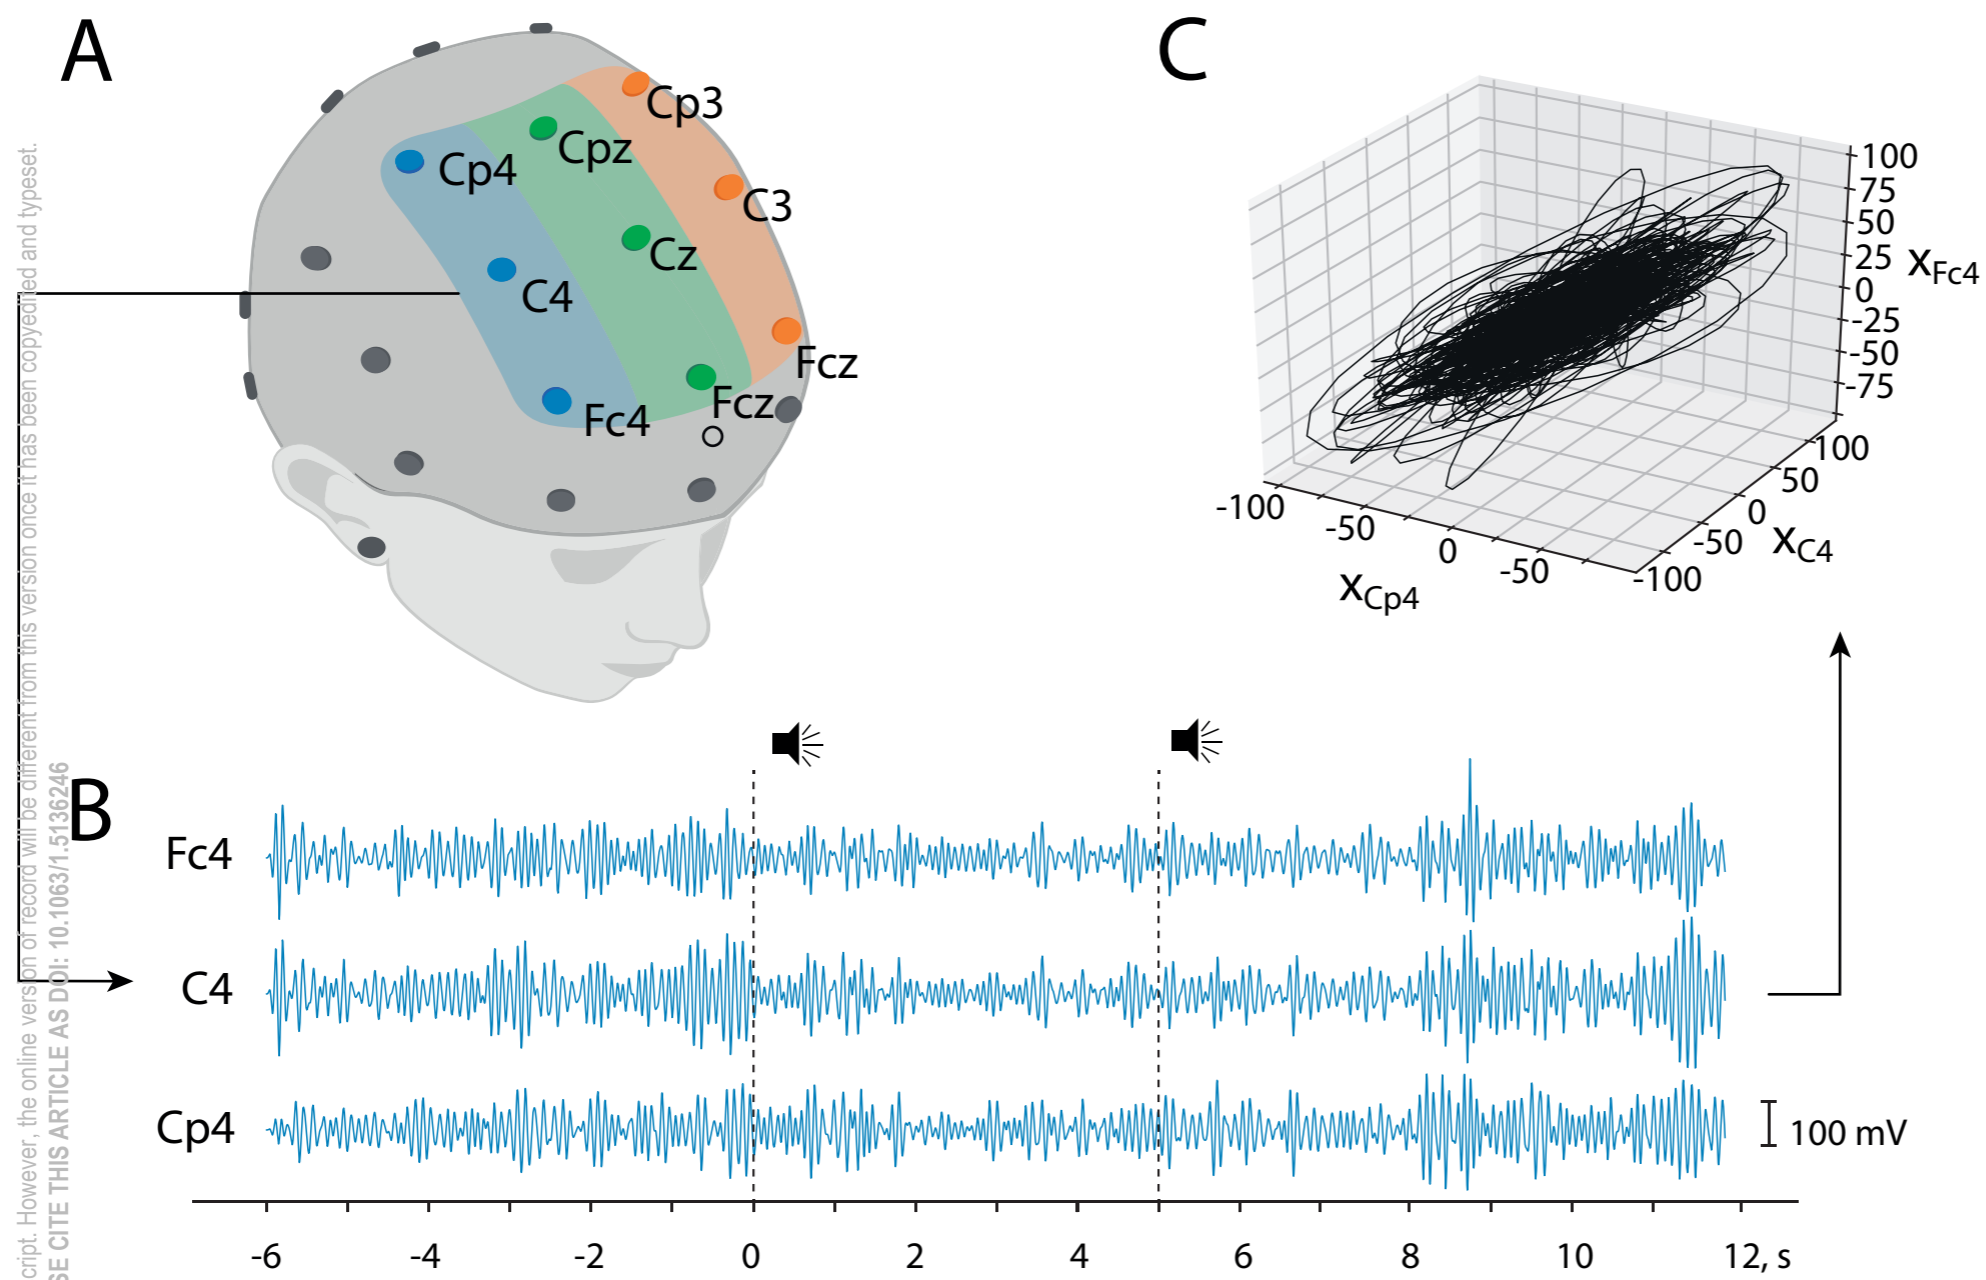 A
Cp3
Cpz
Cp4
C3
Cz
C4
Fcz
Fcz
Fc4
C
100
75
50
25
0
-25
-50
-75
xFc4
100
50
0
-50
-100
xC4
-100
-50
0
-50
xCp4
B
Fc4
C4
Cp4
100 mV
-6 -4 -2 0 2 4 6 8 10 12, s
cript. However, the online version of record will be different from this version once it has been copyedited and typeset.
SE CITE THIS ARTICLE AS DOI: 10.1063/1.5136246